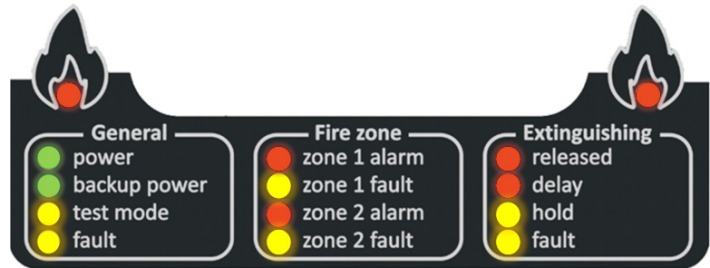 General
power
backup power
test mode
fault
Fire zone
zone 1 alarm
zone 1 fault
zone 2 alarm
zone 2 fault
Extinguishing
released
delay
hold
fault